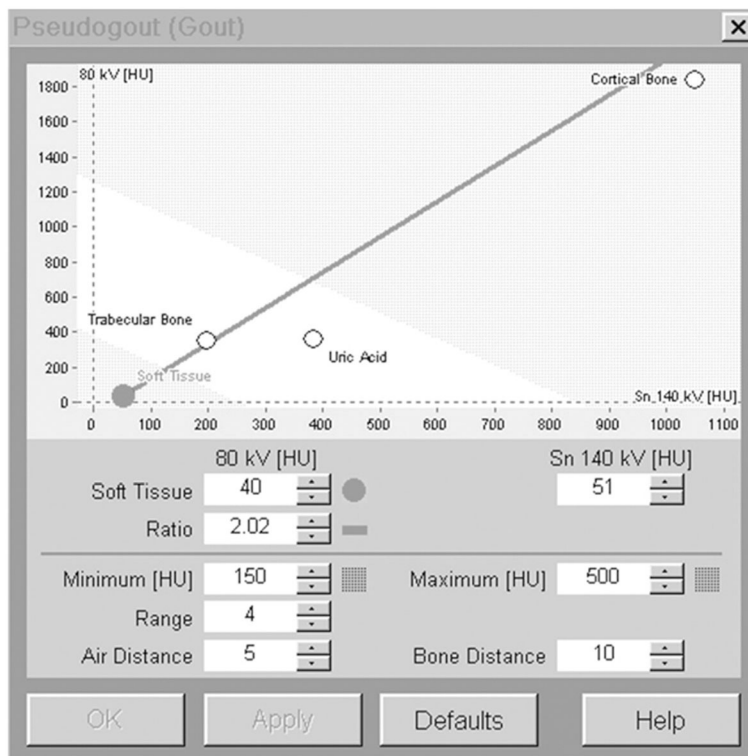 Pseudogout (Gout)
80 kV [HU]
1800
1600
1400
1200
1000
800
600
400
200
0
Cortical Bone
Trabecular Bone
Uric Acid
Soft Tissue
Sn 140 kV [HU]
0 100 200 300 400 500 600 700 800 900 1000 1100
80 kV [HU] Sn 140 kV [HU]
Soft Tissue 40 51
Ratio 2.02
Minimum [HU] 150 Maximum [HU] 500
Range 4
Air Distance 5 Bone Distance 10
OK Apply Defaults Help